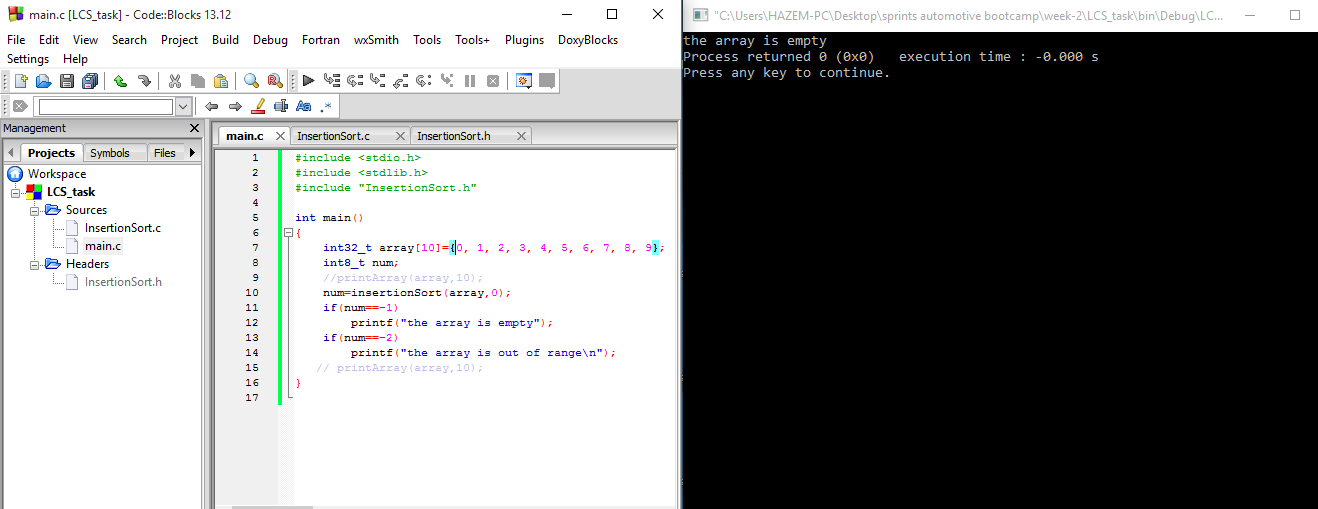 main.c [LCS_task] - Code::Blocks 13.12
File Edit View Search Project Build Debug Fortran wxSmith Tools Tools+ Plugins DoxyBlocks
Settings Help
Management
Projects Symbols Files
Workspace
LCS_task
Sources
InsertionSort.c
main.c
Headers
InsertionSort.h
main.c InsertionSort.c InsertionSort.h
1 #include <stdio.h>
2 #include <stdlib.h>
3 #include "InsertionSort.h"
4
5 int main()
6 {
7 int32_t array[10]={0, 1, 2, 3, 4, 5, 6, 7, 8, 9};
8 int8_t num;
9 //printArray(array,10);
10 num=insertionSort(array,0);
11 if(num==-1)
12 printf("the array is empty");
13 if(num==-2)
14 printf("the array is out of range\n");
15 // printArray(array,10);
16 }
17
"C:\Users\HAZEM-PC\Desktop\sprints automotive bootcamp\week-2\LCS_task\bin\Debug\LC...
the array is empty
Process returned 0 (0x0) execution time : -0.000 s
Press any key to continue.